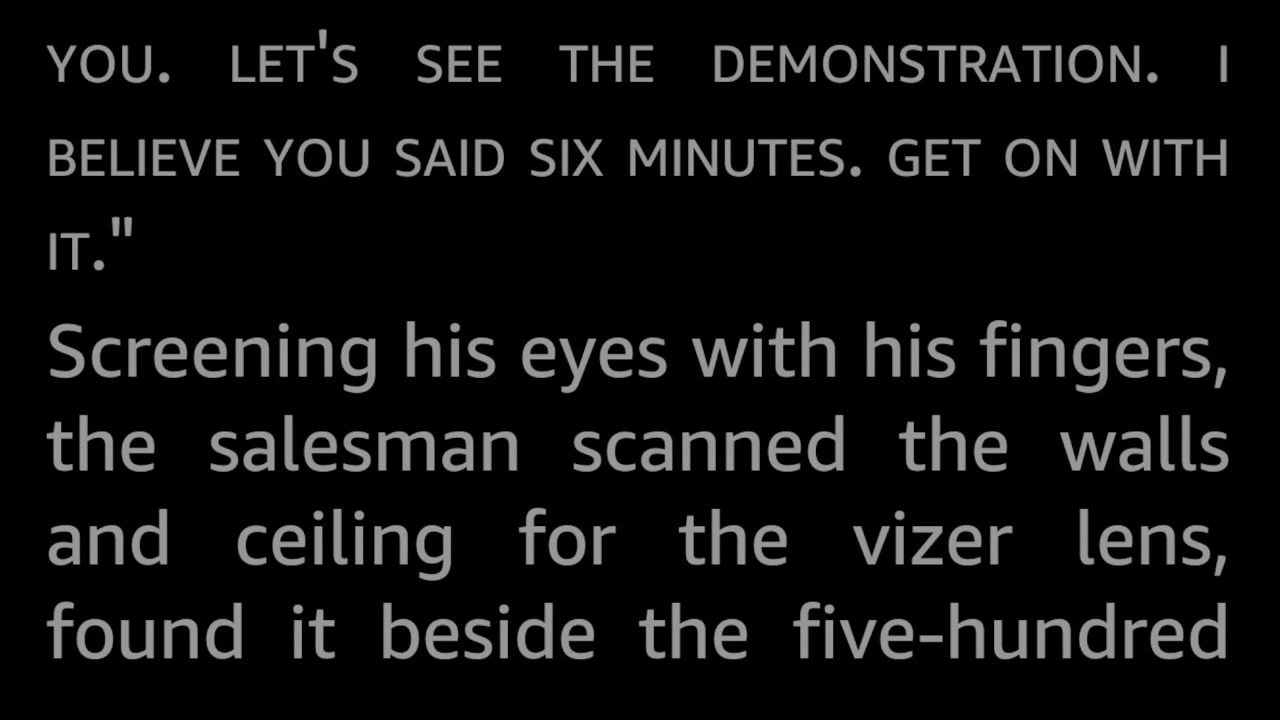 YOU. LET'S SEE THE DEMONSTRATION. I
BELIEVE YOU SAID SIX MINUTES. GET ON WITH
IT."
Screening his eyes with his fingers,
the salesman scanned the walls
and ceiling for the vizer lens,
found it beside the five-hundred